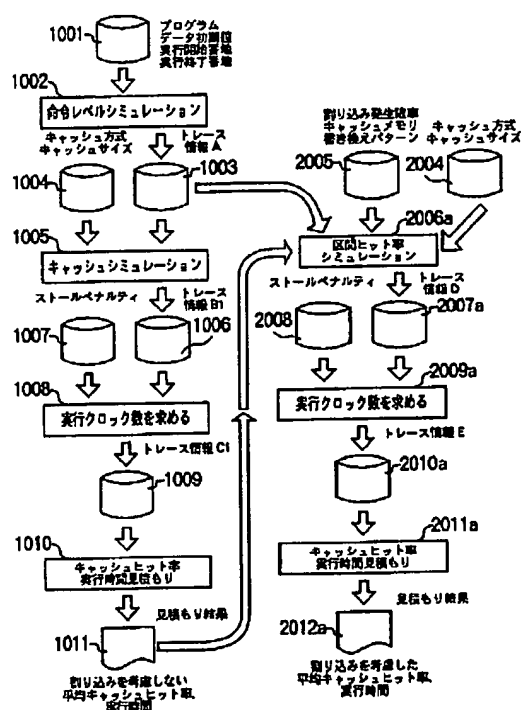 1001
プログラム
データ初期値
実行開始番地
実行終了番地
1002
命令レベルシミュレーション
キャッシュ方式
キャッシュサイズ
トレース
情報 A
1004
1003
1005
キャッシュシミュレーション
ストールペナルティ
トレース
情報 B1
1007
1006
1008
実行クロック数を求める
トレース情報 C1
1009
1010
キャッシュヒット率
実行時間見積もり
見積もり結果
1011
割り込みを考慮しない
平均キャッシュヒット率、
実行時間
割り込み発生確率
キャッシュメモリ
書き換えパターン
キャッシュ方式
キャッシュサイズ
2005
2004
2006a
区間ヒット率
シミュレーション
ストールペナルティ
トレース
情報 D
2008
2007a
2009a
実行クロック数を求める
トレース情報 E
2010a
2011a
キャッシュヒット率
実行時間見積もり
見積もり結果
2012a
割り込みを考慮した
平均キャッシュヒット率、
実行時間